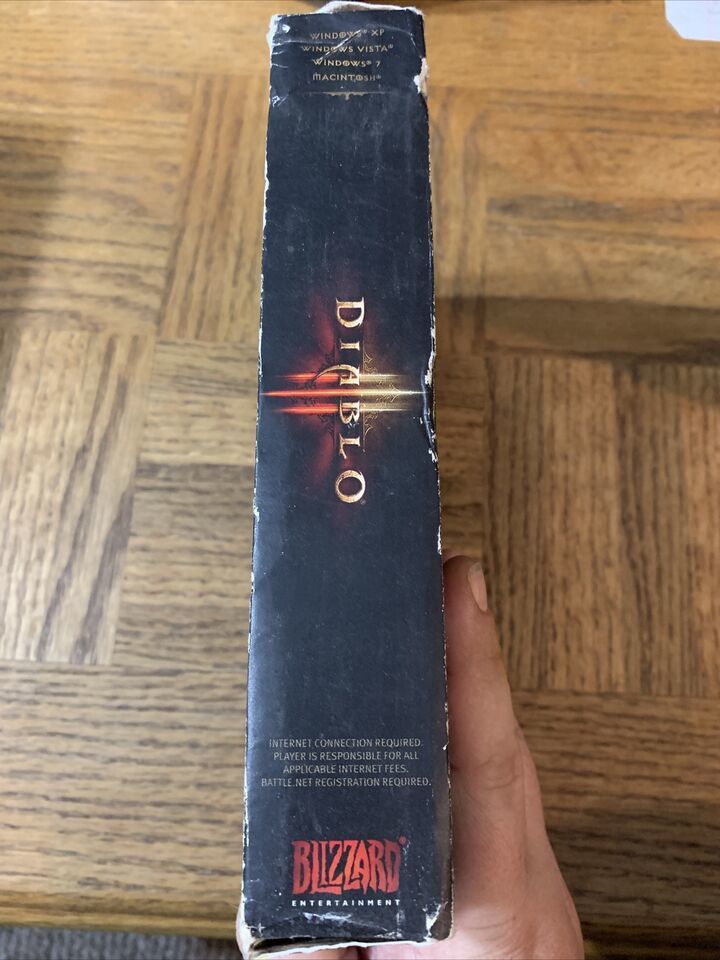 WINDOWS® XP
WINDOWS VISTA®
WINDOWS® 7
MACINTOSH®
DIABLO®
INTERNET CONNECTION REQUIRED.
PLAYER IS RESPONSIBLE FOR ALL
APPLICABLE INTERNET FEES.
BATTLE.NET REGISTRATION REQUIRED.
BLIZZARD®
ENTERTAINMENT